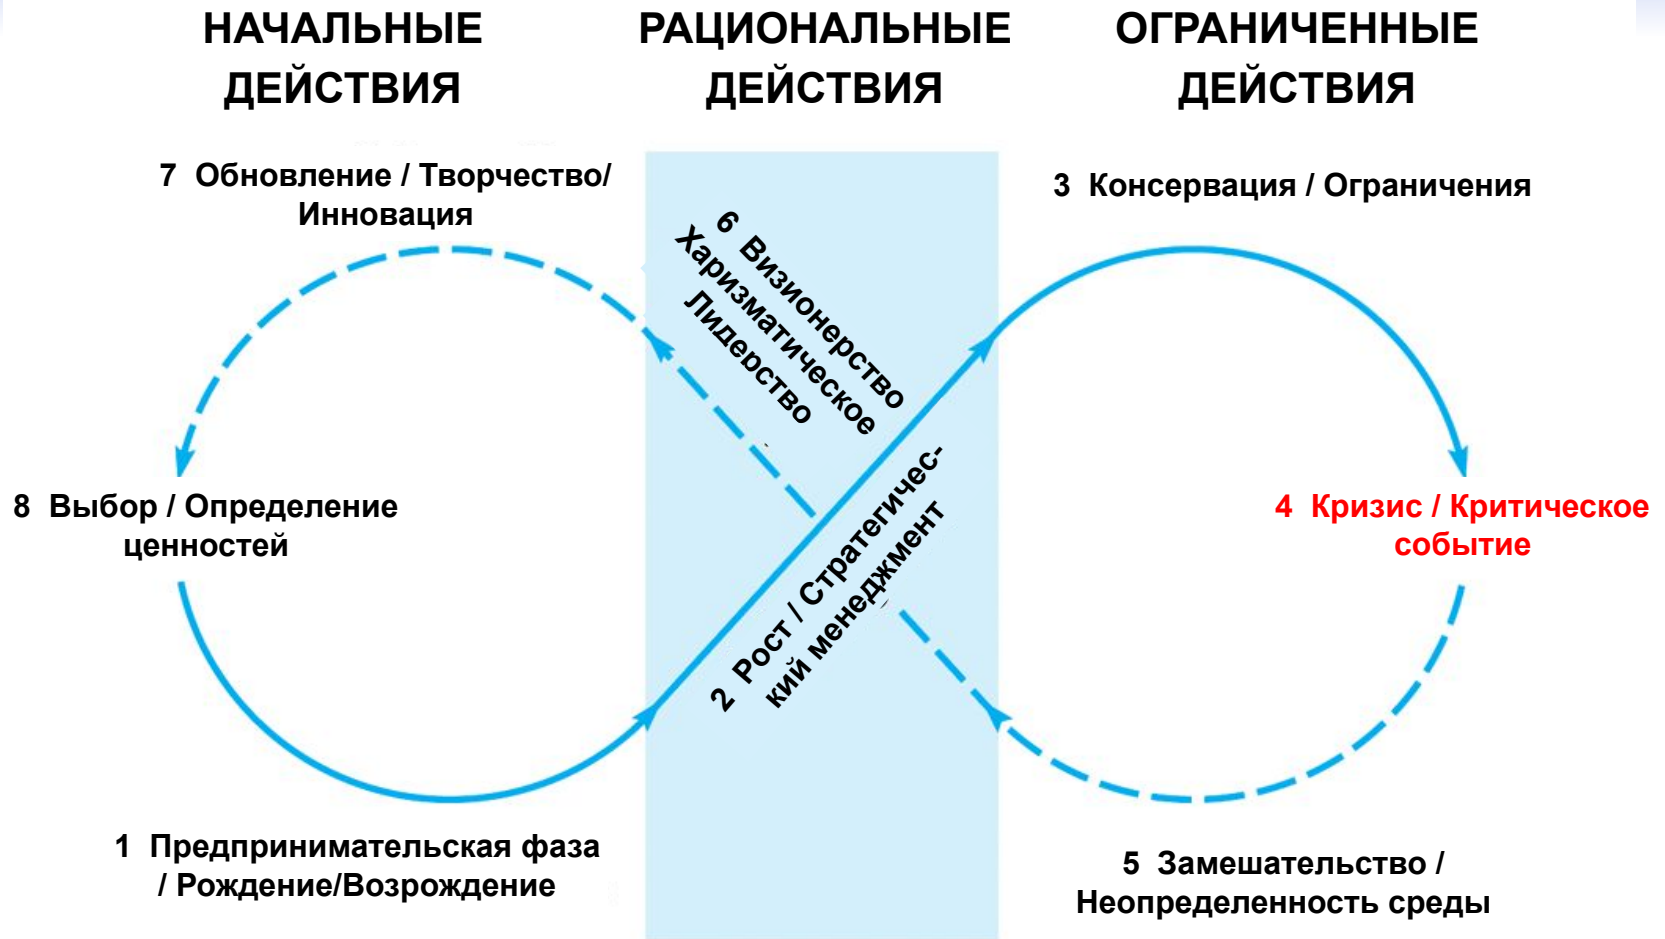 НАЧАЛЬНЫЕ
ДЕЙСТВИЯ
РАЦИОНАЛЬНЫЕ
ДЕЙСТВИЯ
ОГРАНИЧЕННЫЕ
ДЕЙСТВИЯ
7 Обновление / Творчество/
Инновация
6 Визионерство
Харизматическое
Лидерство
3 Консервация / Ограничения
8 Выбор / Определение
ценностей
2 Рост / Стратегичес-
кий менеджмент
4 Кризис / Критическое
событие
1 Предпринимательская фаза
/ Рождение/Возрождение
5 Замешательство /
Неопределенность среды